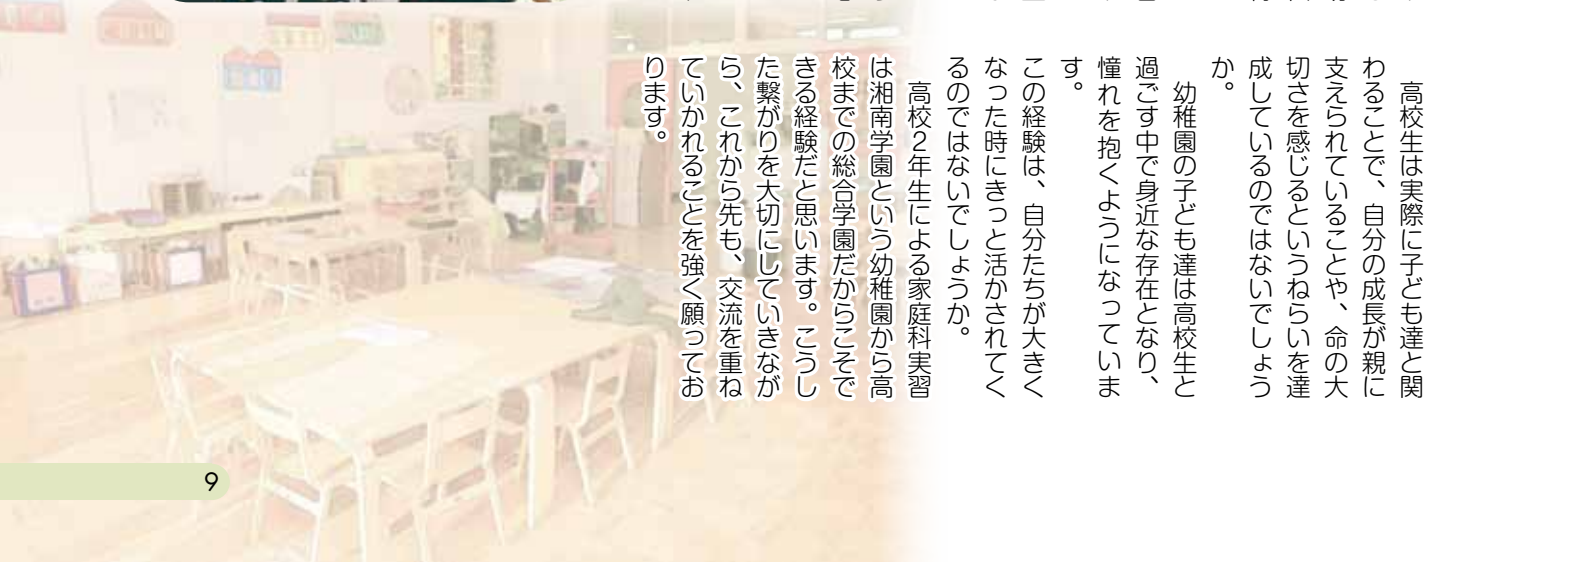 高校生は実際に子ども達と関
わることで、自分の成長が親に
支えられていることや、命の大
切さを感じるというねらいを達
成しているのではないでしょう
か。
　幼稚園の子ども達は高校生と
過ごす中で身近な存在となり、
憧れを抱くようになっていま
す。
この経験は、自分たちが大きく
なった時にきっと活かされてく
るのではないでしょうか。
　高校２年生による家庭科実習
は湘南学園という幼稚園から高
校までの総合学園だからこそで
きる経験だと思います。こうし
た繋がりを大切にしていきなが
ら、これから先も、交流を重ね
ていかれることを強く願ってお
ります。
9